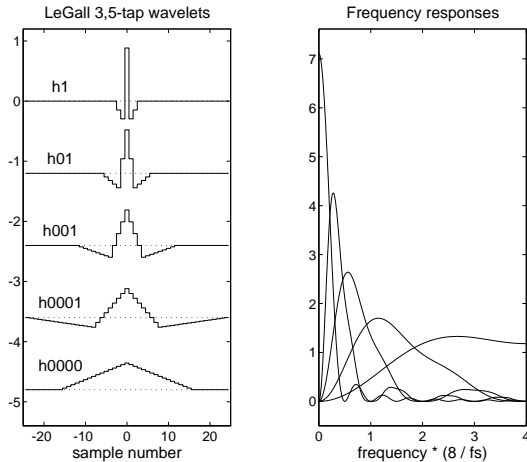 LeGall 3,5-tap wavelets
1
0
-1
-2
-3
-4
-5
h1
h01
h001
h0001
h0000
-20 -10 0 10 20
sample number
Frequency responses
7
6
5
4
3
2
1
0
0 1 2 3 4
frequency * (8 / fs)